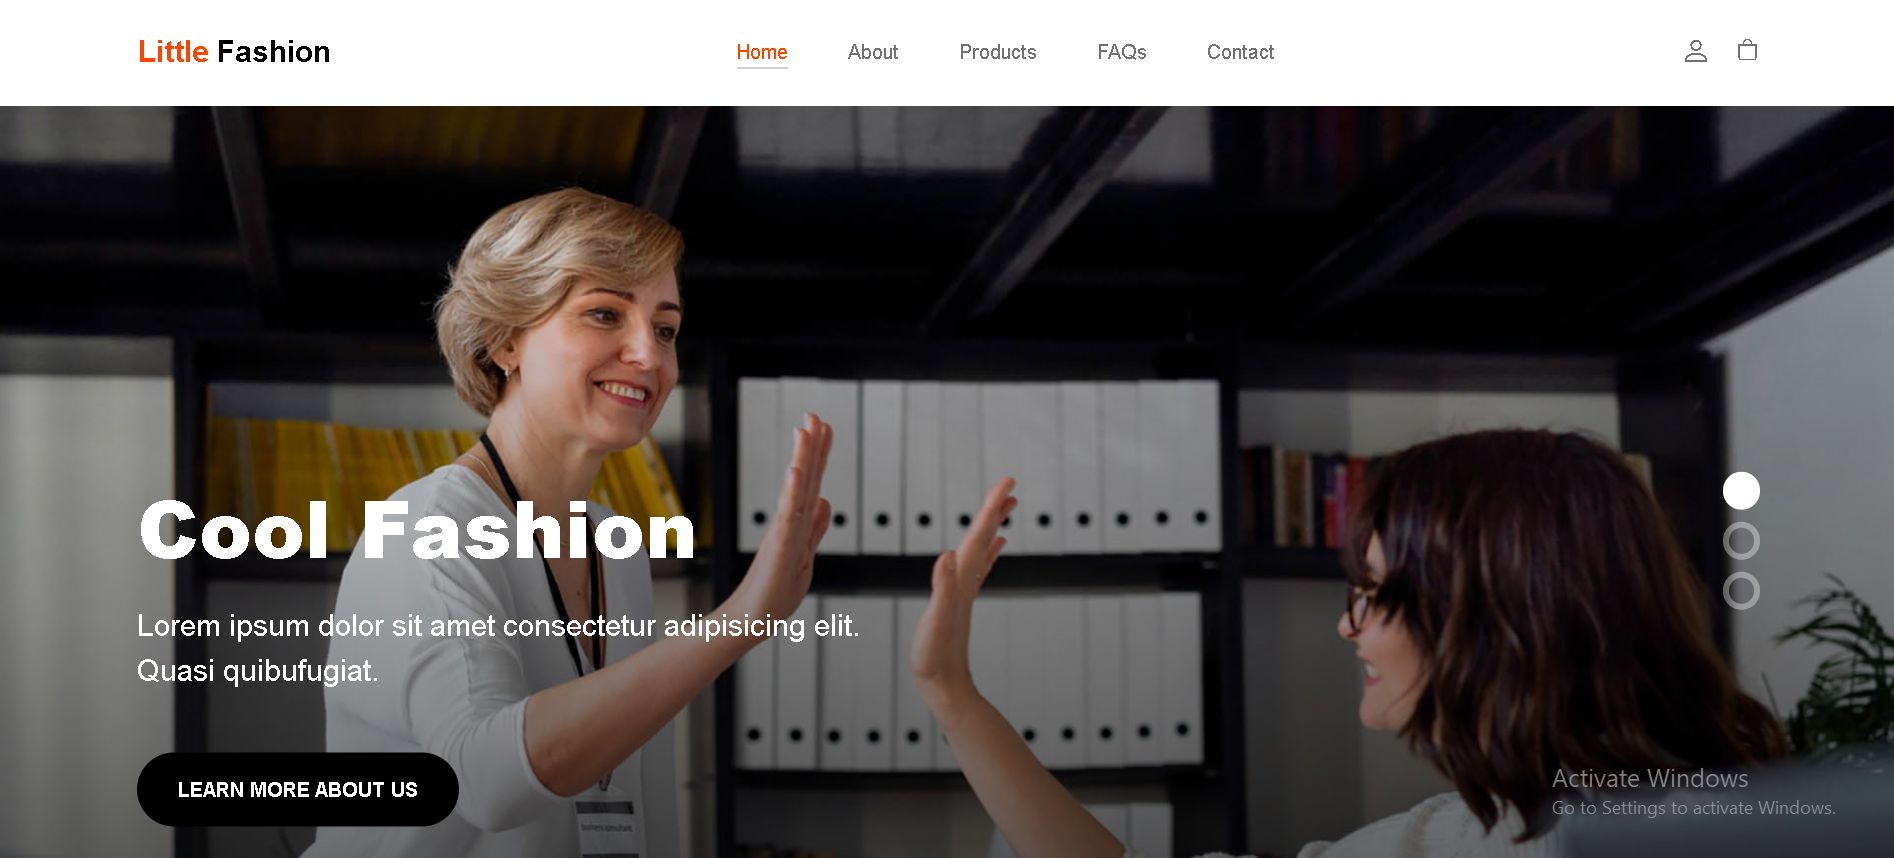 Little Fashion
Home
About
Products
FAQs
Contact
Cool Fashion
Lorem ipsum dolor sit amet consectetur adipisicing elit.
Quasi quibufugiat.
LEARN MORE ABOUT US
Activate Windows
Go to Settings to activate Windows.